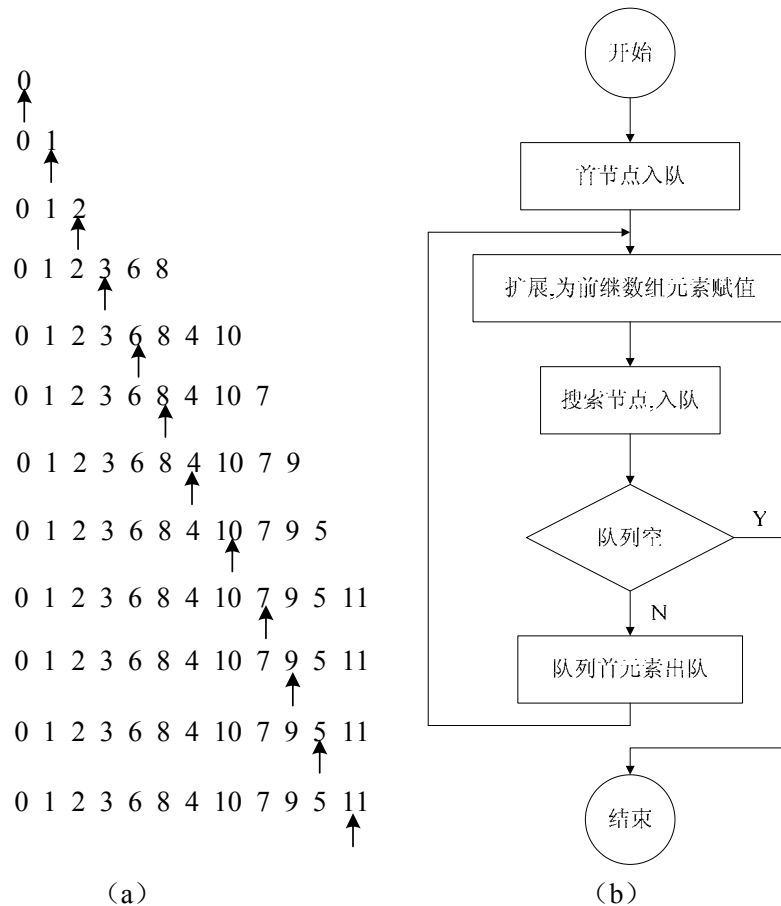 0
0 1
0 1 2
0 1 2 3 6 8
0 1 2 3 6 8 4 10
0 1 2 3 6 8 4 10 7
0 1 2 3 6 8 4 10 7 9
0 1 2 3 6 8 4 10 7 9 5
0 1 2 3 6 8 4 10 7 9 5 11
0 1 2 3 6 8 4 10 7 9 5 11
0 1 2 3 6 8 4 10 7 9 5 11
0 1 2 3 6 8 4 10 7 9 5 11
（a）
开始
首节点入队
扩展,为前继数组元素赋值
搜索节点,入队
队列空
Y
N
队列首元素出队
结束
（b）